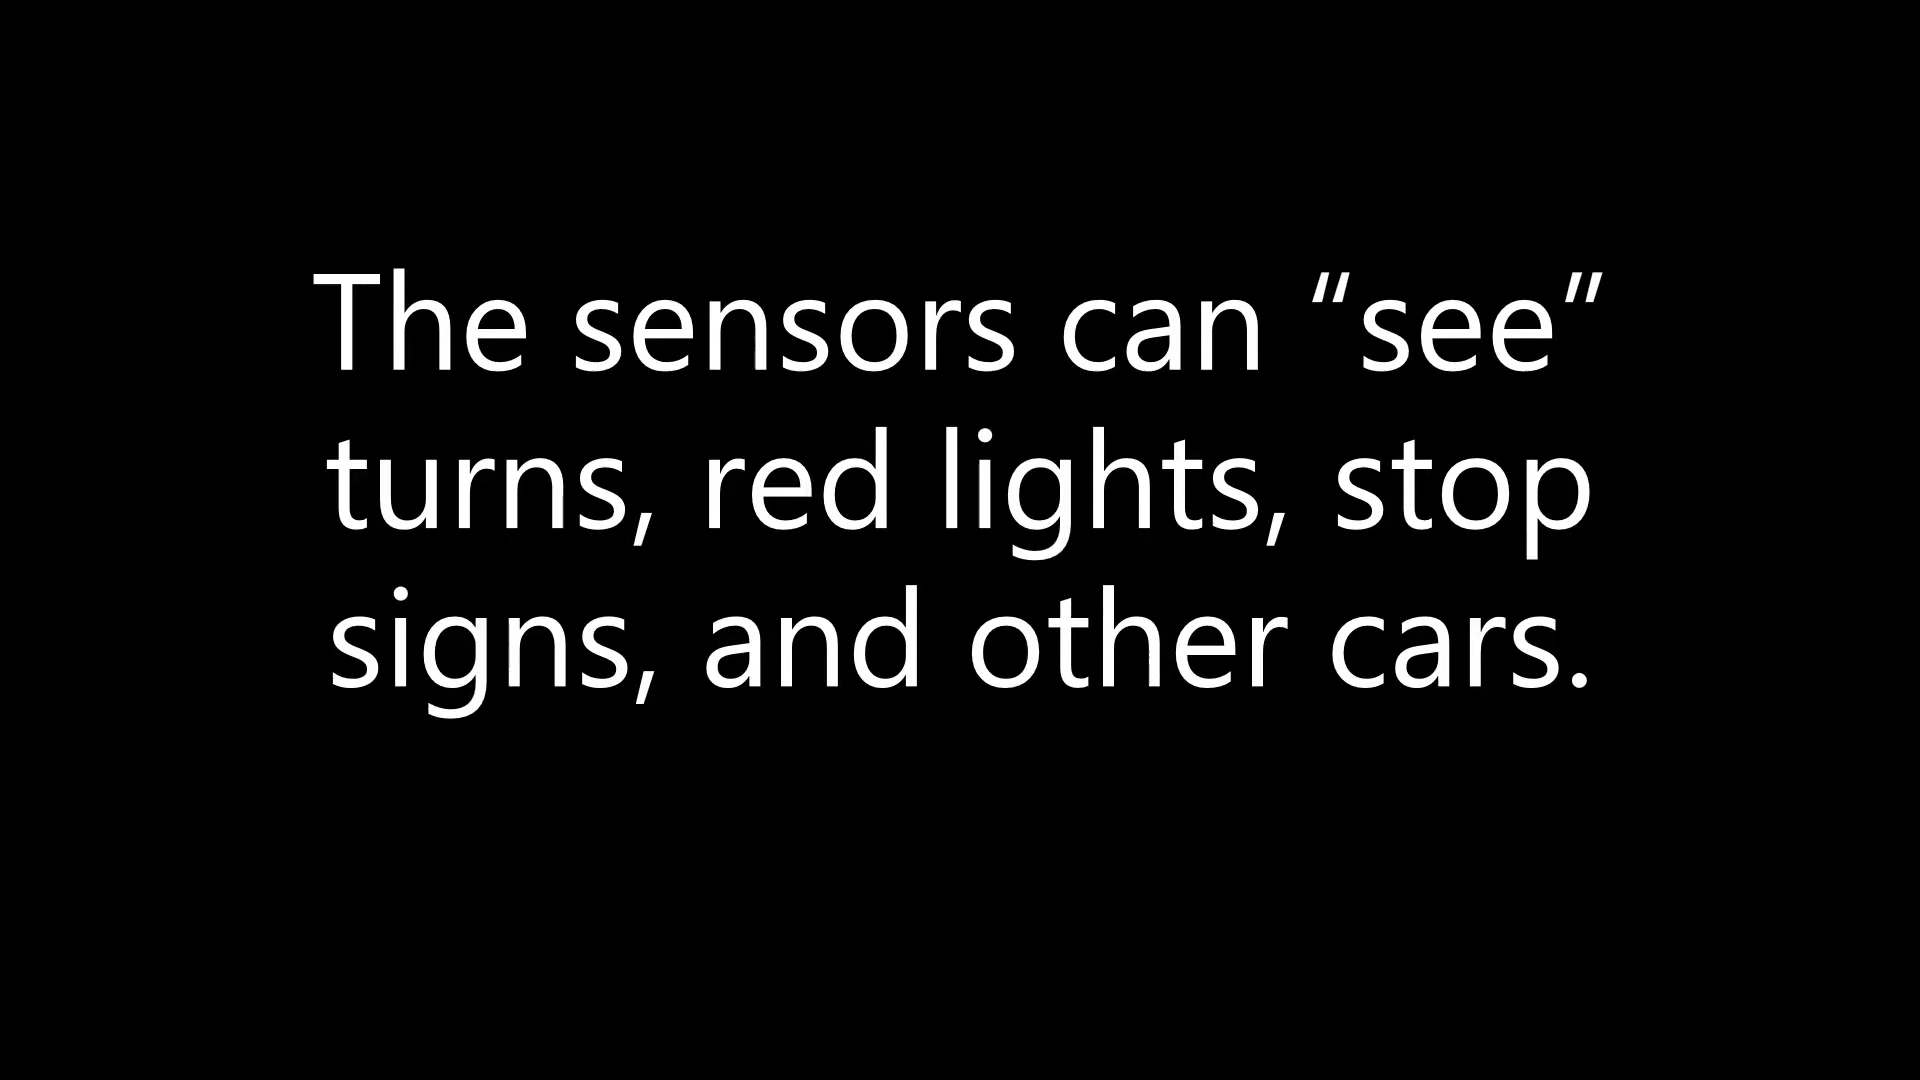 The sensors can “see”
turns, red lights, stop
signs, and other cars.